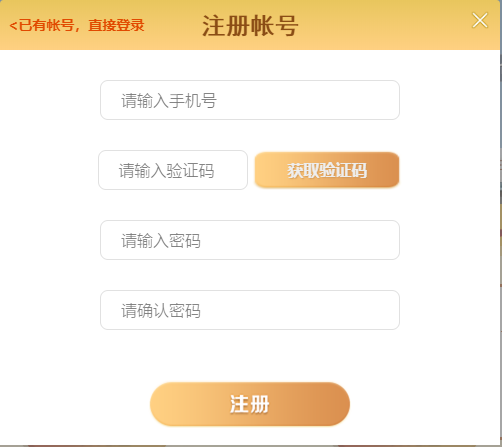 <已有帐号，直接登录
注册帐号
请输入手机号
请输入验证码
获取验证码
请输入密码
请确认密码
注册